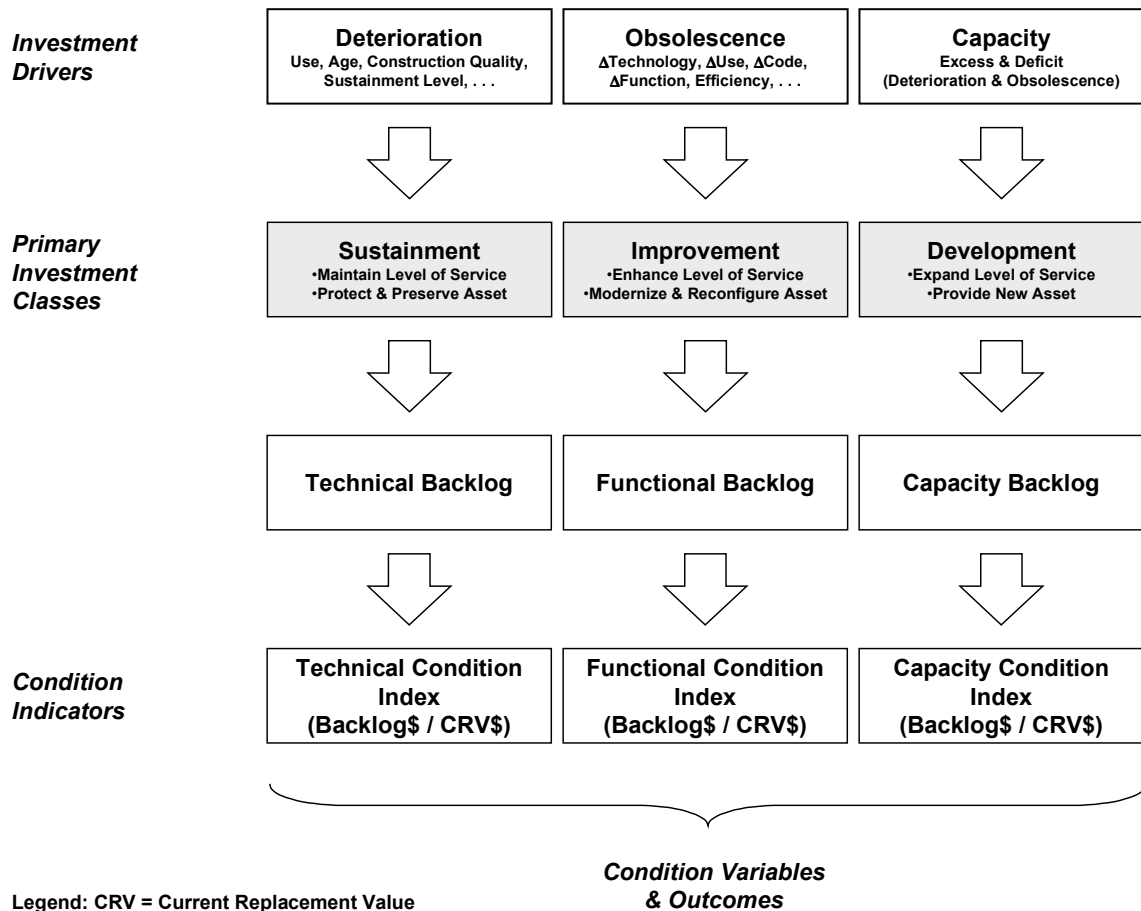 Investment
Drivers
Deterioration
Use, Age, Construction Quality,
Sustainment Level, . . .
Obsolescence
ΔTechnology, ΔUse, ΔCode,
ΔFunction, Efficiency, . . .
Capacity
Excess & Deficit
(Deterioration & Obsolescence)
Primary
Investment
Classes
Sustainment
•Maintain Level of Service
•Protect & Preserve Asset
Improvement
•Enhance Level of Service
•Modernize & Reconfigure Asset
Development
•Expand Level of Service
•Provide New Asset
Technical Backlog
Functional Backlog
Capacity Backlog
Condition
Indicators
Technical Condition
Index
(Backlog$ / CRV$)
Functional Condition
Index
(Backlog$ / CRV$)
Capacity Condition
Index
(Backlog$ / CRV$)
Condition Variables
& Outcomes
Legend: CRV = Current Replacement Value